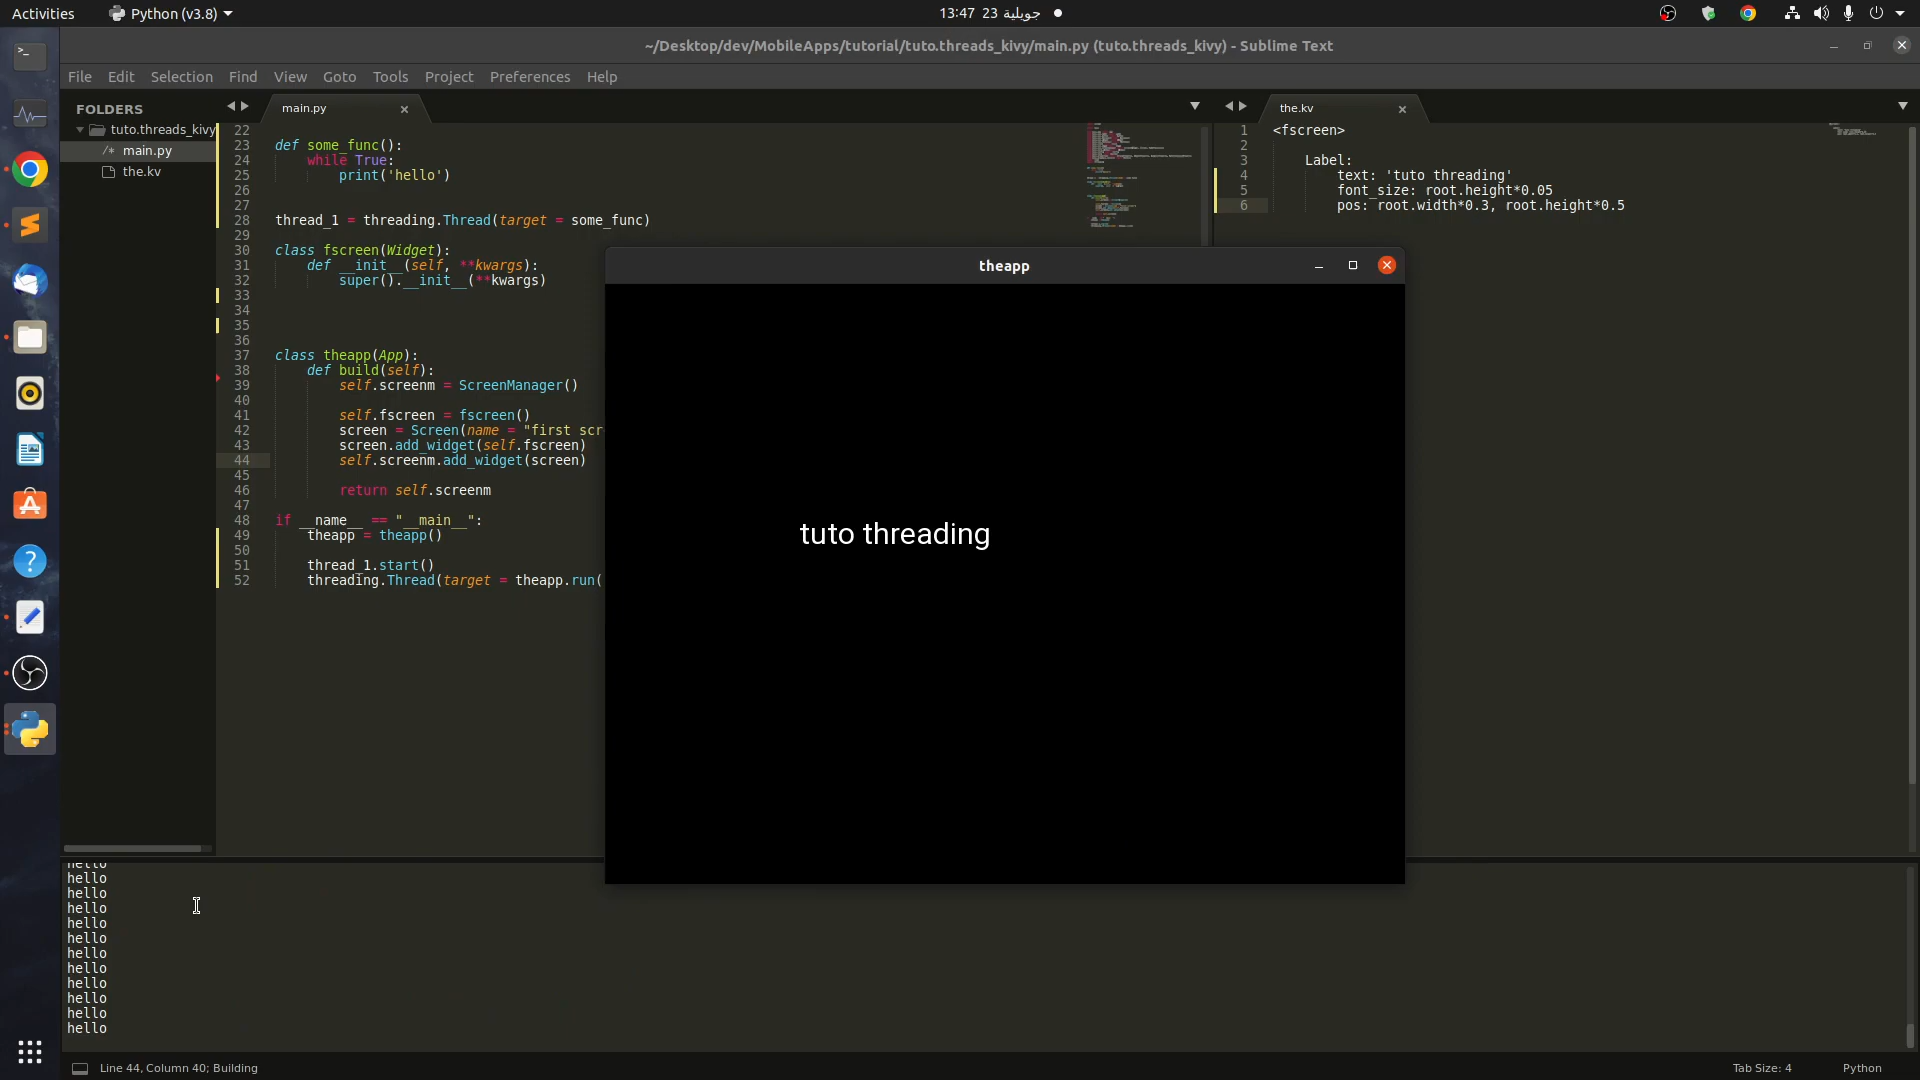 Activities
Python (v3.8)
13:47 23 جويلية
~/Desktop/dev/MobileApps/tutorial/tuto.threads_kivy/main.py (tuto.threads_kivy) - Sublime Text
File Edit Selection Find View Goto Tools Project Preferences Help
FOLDERS
tuto.threads_kivy
/* main.py
the.kv
main.py
22
23 def some_func():
24 while True:
25 print('hello')
26
27
28 thread_1 = threading.Thread(target = some_func)
29
30 class fscreen(Widget):
31 def __init__(self, **kwargs):
32 super().__init__(**kwargs)
33
34
35
36
37 class theapp(App):
38 def build(self):
39 self.screenm = ScreenManager()
40
41 self.fscreen = fscreen()
42 screen = Screen(name = "first scr
43 screen.add_widget(self.fscreen)
44 self.screenm.add_widget(screen)
45
46 return self.screenm
47
48 if __name__ == "__main__":
49 theapp = theapp()
50
51 thread_1.start()
52 threading.Thread(target = theapp.run(
the.kv
1 <fscreen>
2
3 Label:
4 text: 'tuto threading'
5 font_size: root.height*0.05
6 pos: root.width*0.3, root.height*0.5
theapp
tuto threading
hello
hello
hello
hello
hello
hello
hello
hello
hello
hello
hello
hello
Line 44, Column 40; Building
Tab Size: 4
Python